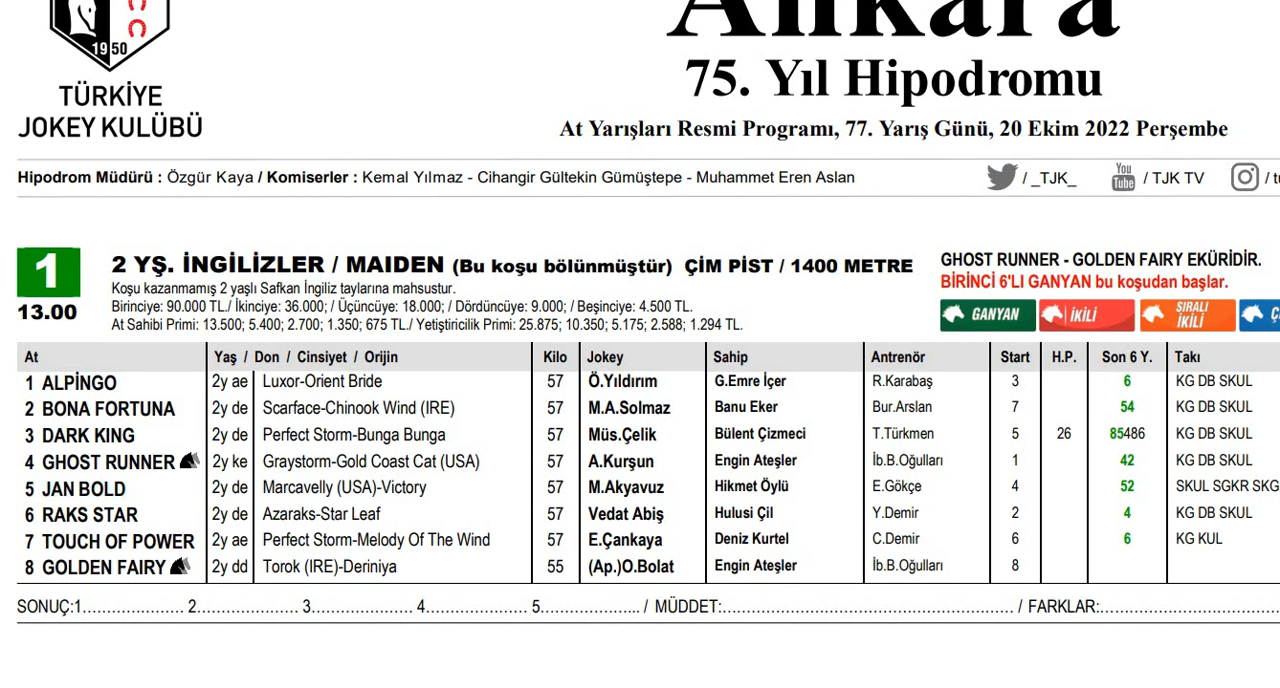 Ankara
75. Yıl Hipodromu
At Yarışları Resmi Programı, 77. Yarış Günü, 20 Ekim 2022 Perşembe
1950
TÜRKİYE
JOKEY KULÜBÜ
Hipodrom Müdürü : Özgür Kaya / Komiserler : Kemal Yılmaz - Cihangir Gültekin Gümüştepe - Muhammet Eren Aslan
/ _TJK_
You Tube / TJK TV
1
13.00
2 YŞ. İNGİLİZLER / MAIDEN (Bu koşu bölünmüştür) ÇİM PİST / 1400 METRE
Koşu kazanmamış 2 yaşlı Safkan İngiliz taylarına mahsustur.
Birinciye: 90.000 TL./ İkinciye: 36.000; / Üçüncüye: 18.000; / Dördüncüye: 9.000; / Beşinciye: 4.500 TL.
At Sahibi Primi: 13.500; 5.400; 2.700; 1.350; 675 TL./ Yetiştiricilik Primi: 25.875; 10.350; 5.175; 2.588; 1.294 TL.
GHOST RUNNER - GOLDEN FAIRY EKÜRİDİR.
BİRİNCİ 6'LI GANYAN bu koşudan başlar.
GANYAN İKİLİ SIRALI İKİLİ
At Yaş / Don / Cinsiyet / Orijin Kilo Jokey Sahip Antrenör Start H.P. Son 6 Y. Takı
1 ALPİNGO 2y ae Luxor-Orient Bride 57 Ö.Yıldırım G.Emre İçer R.Karabaş 3 6 KG DB SKUL
2 BONA FORTUNA 2y de Scarface-Chinook Wind (IRE) 57 M.A.Solmaz Banu Eker Bur.Arslan 7 54 KG DB SKUL
3 DARK KING 2y de Perfect Storm-Bunga Bunga 57 Müs.Çelik Bülent Çizmeci T.Türkmen 5 26 85486 KG DB SKUL
4 GHOST RUNNER 2y ke Graystorm-Gold Coast Cat (USA) 57 A.Kurşun Engin Ateşler İb.B.Oğulları 1 42 KG DB SKUL
5 JAN BOLD 2y de Marcavelly (USA)-Victory 57 M.Akyavuz Hikmet Öylü E.Gökçe 4 52 SKUL SGKR SKG
6 RAKS STAR 2y de Azaraks-Star Leaf 57 Vedat Abiş Hulusi Çil Y.Demir 2 4 KG DB SKUL
7 TOUCH OF POWER 2y ae Perfect Storm-Melody Of The Wind 57 E.Çankaya Deniz Kurtel C.Demir 6 6 KG KUL
8 GOLDEN FAIRY 2y dd Torok (IRE)-Deriniya 55 (Ap.)O.Bolat Engin Ateşler İb.B.Oğulları 8
SONUÇ:1..................... 2..................... 3..................... 4..................... 5..................... / MÜDDET:............................................................ / FARKLAR:.....................................